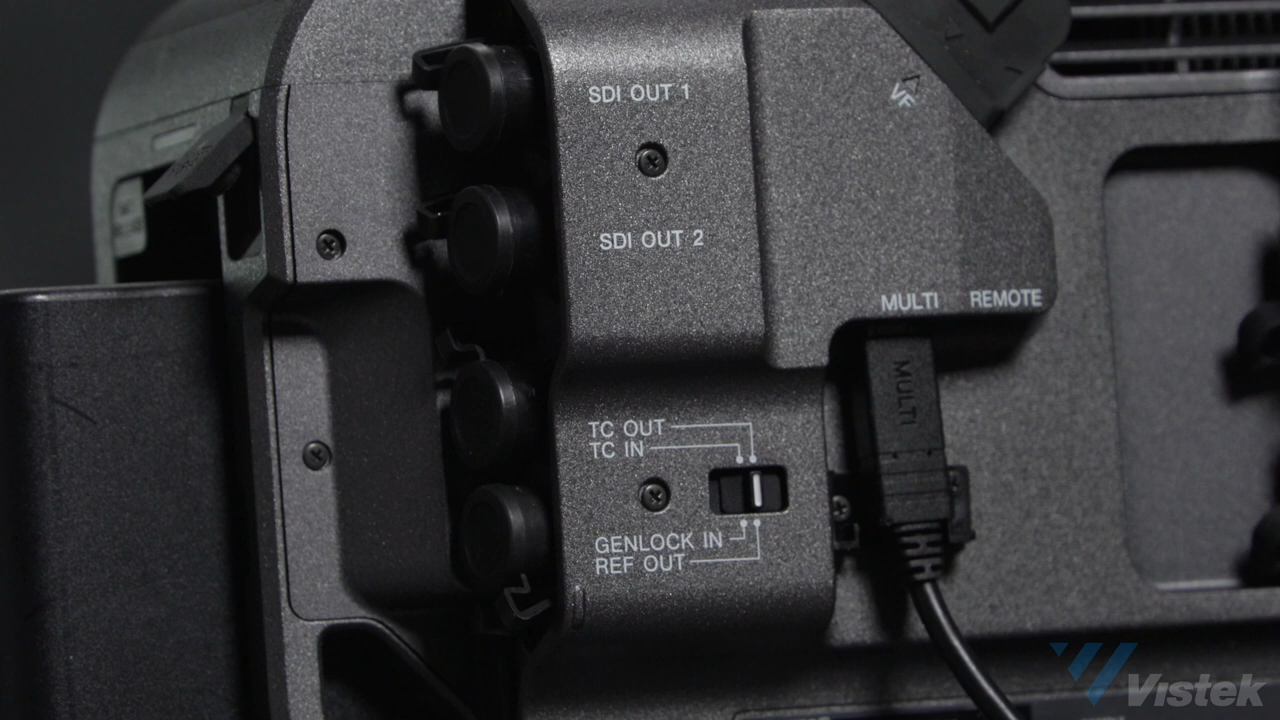 SDI OUT 1
SDI OUT 2
MULTI
REMOTE
MULTI
TC OUT
TC IN
GENLOCK IN
REF OUT
Vistek